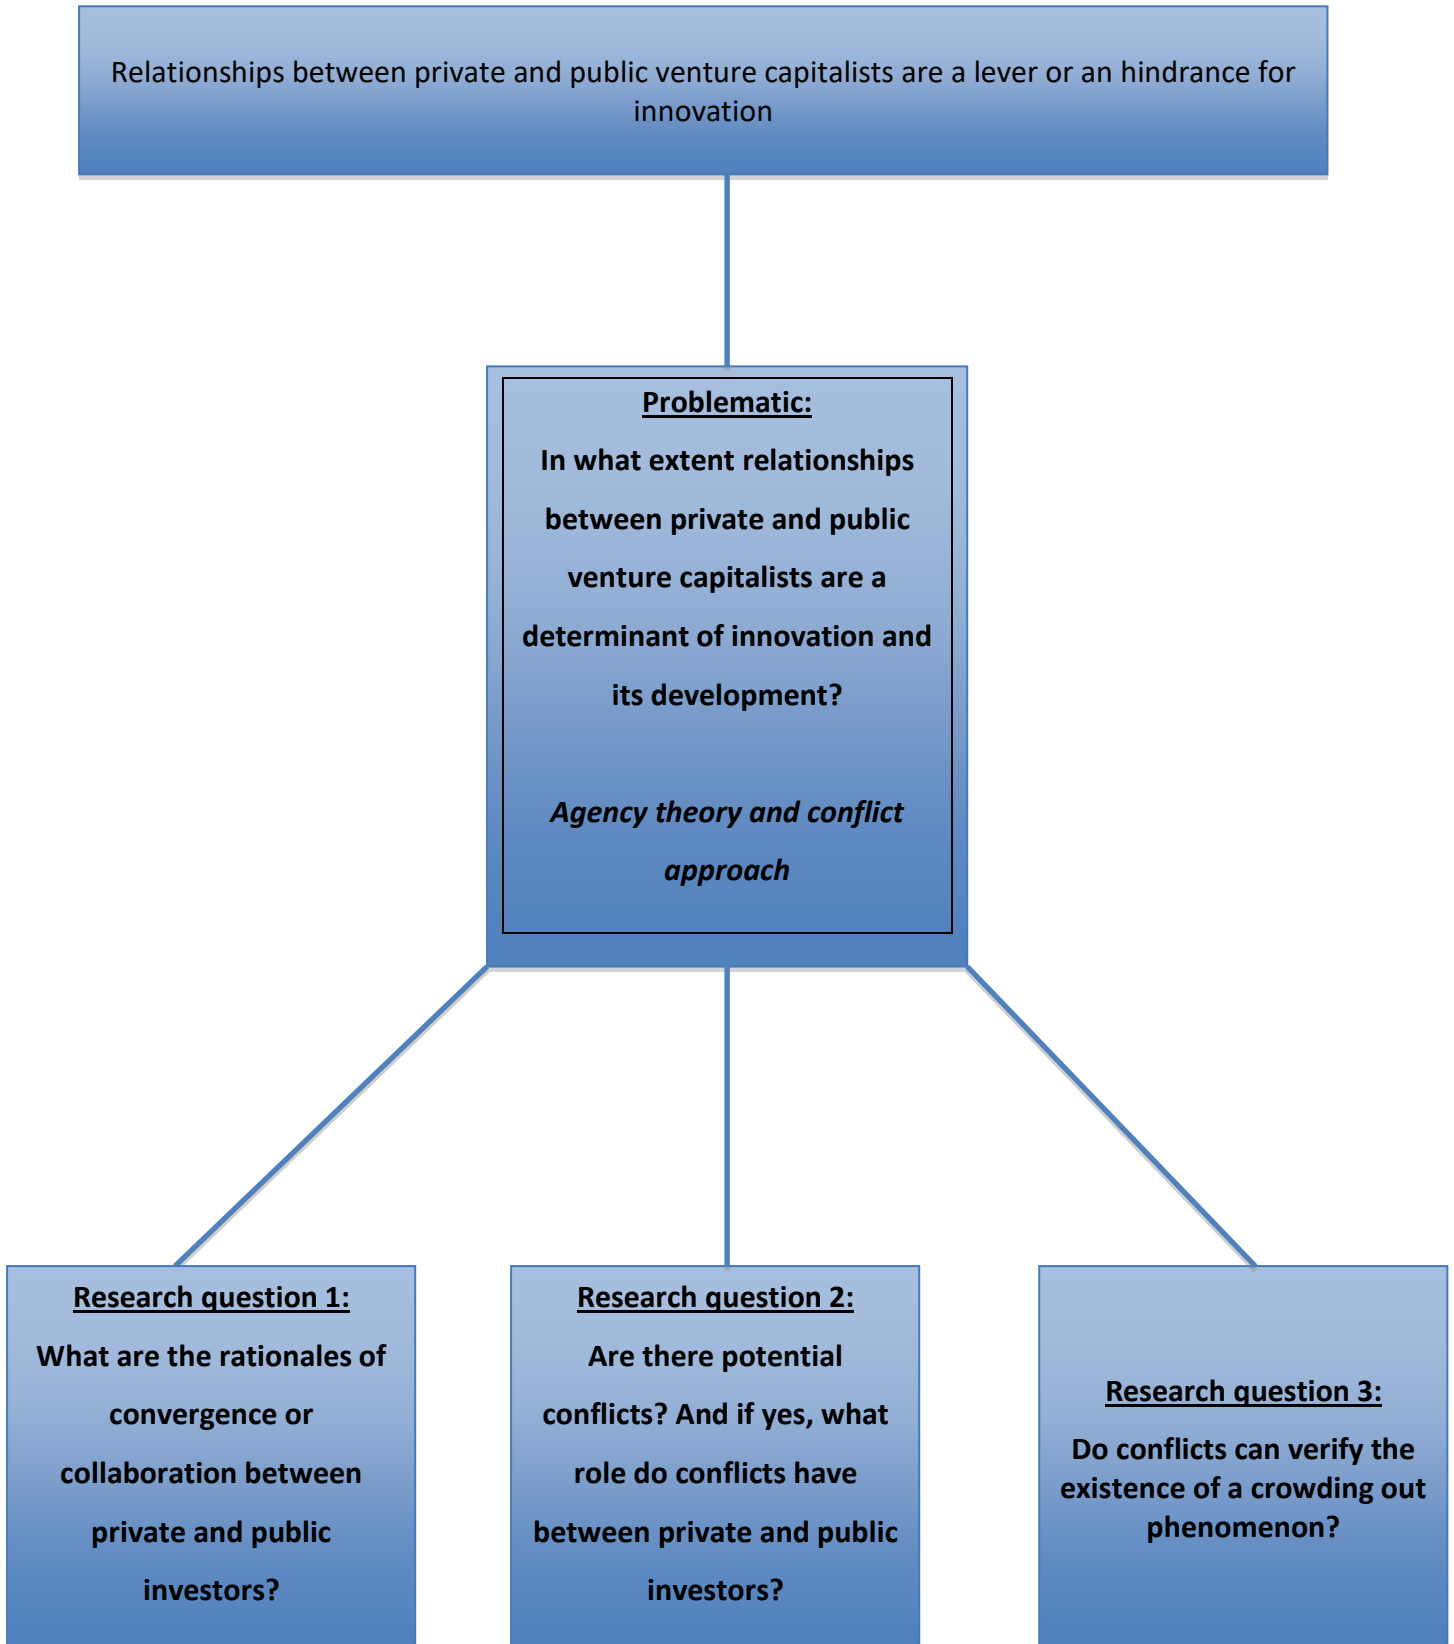 Relationships between private and public venture capitalists are a lever or an hindrance for
innovation
Problematic:
In what extent relationships
between private and public
venture capitalists are a
determinant of innovation and
its development?
Agency theory and conflict
approach
Research question 1:
What are the rationales of
convergence or
collaboration between
private and public
investors?
Research question 2:
Are there potential
conflicts? And if yes, what
role do conflicts have
between private and public
investors?
Research question 3:
Do conflicts can verify the
existence of a crowding out
phenomenon?